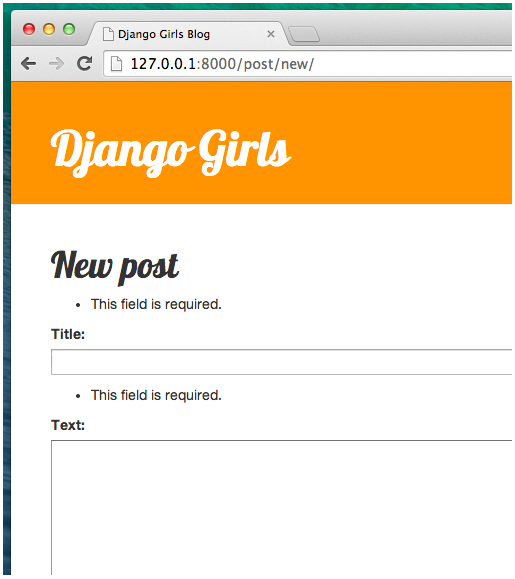 Django Girls Blog
127.0.0.1:8000/post/new/
Django Girls
New post
• This field is required.
Title:
• This field is required.
Text: